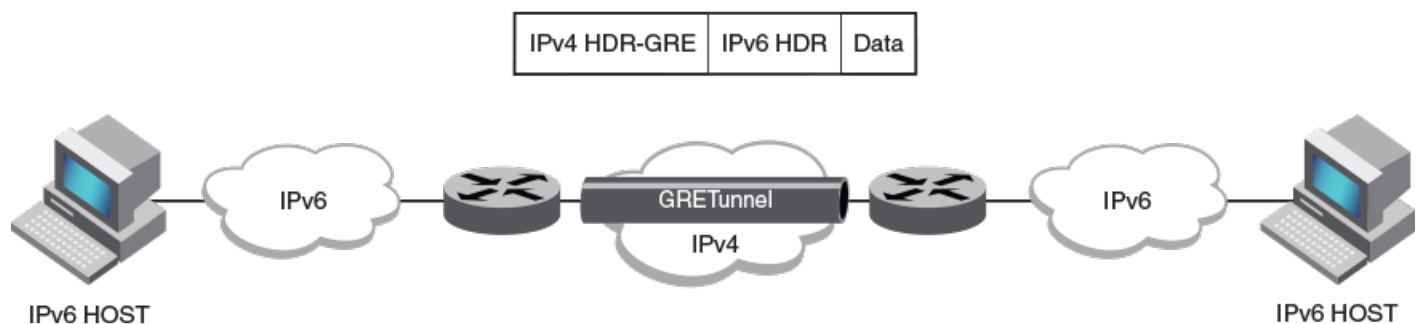 IPv4 HDR-GRE IPv6 HDR Data
IPv6 GRETunnel IPv6
IPv4
IPv6 HOST IPv6 HOST